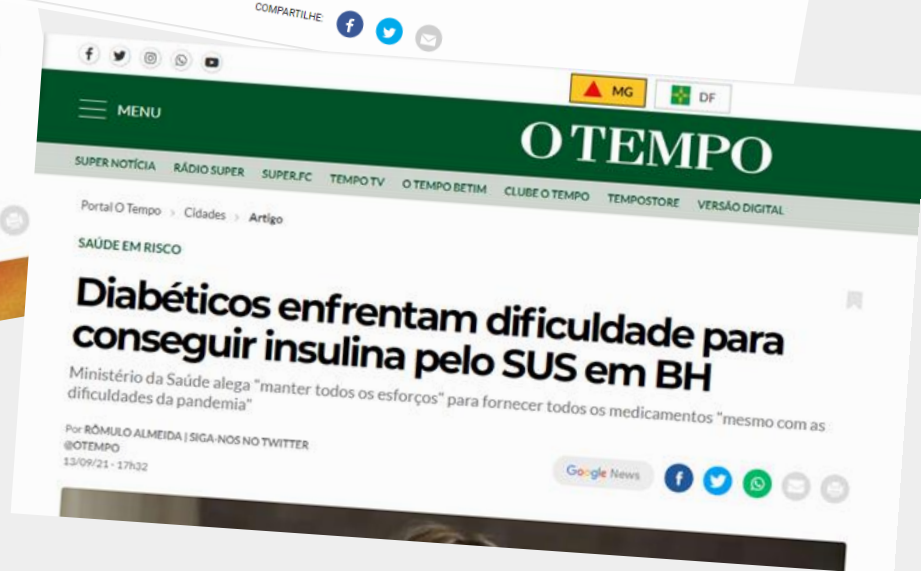 COMPARTILHE:
MG
DF
MENU
O TEMPO
SUPER NOTÍCIA RÁDIO SUPER SUPER.FC TEMPO TV O TEMPO BETIM CLUBE O TEMPO TEMPOSTORE VERSÃO DIGITAL
Portal O Tempo > Cidades > Artigo
SAÚDE EM RISCO
Diabéticos enfrentam dificuldade para
conseguir insulina pelo SUS em BH
Ministério da Saúde alega "manter todos os esforços" para fornecer todos os medicamentos "mesmo com as
dificuldades da pandemia"
Por RÔMULO ALMEIDA | SIGA-NOS NO TWITTER
@OTEMPO
13/09/21 - 17h32
Google News